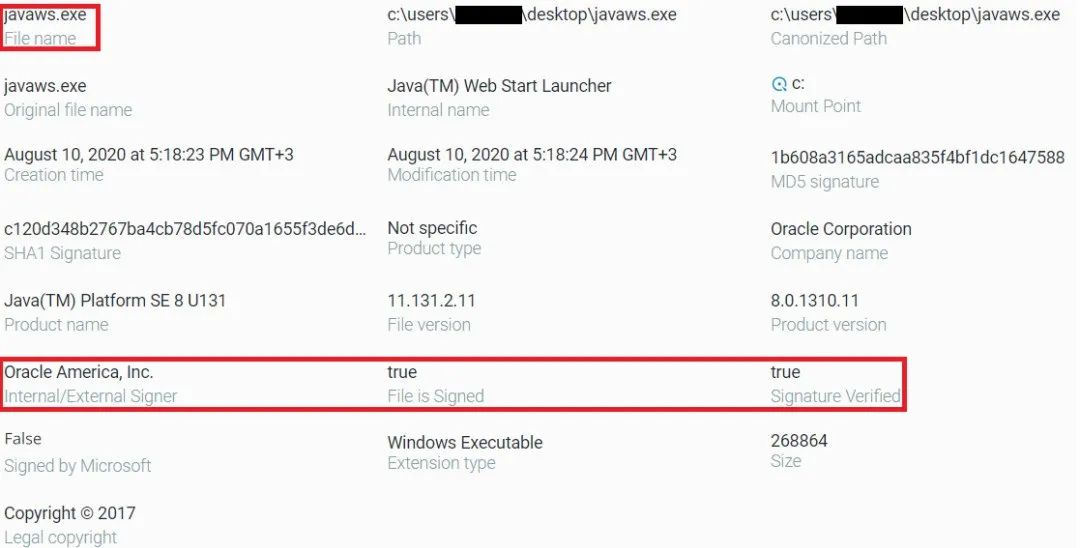 javaws.exe
File name
c:\users\
\desktop\javaws.exe
Path
c:\users\
\desktop\javaws.exe
Canonized Path
javaws.exe
Original file name
Java(TM) Web Start Launcher
Internal name
c:
Mount Point
August 10, 2020 at 5:18:23 PM GMT+3
Creation time
August 10, 2020 at 5:18:24 PM GMT+3
Modification time
1b608a3165adcaa835f4bf1dc1647588
MD5 signature
c120d348b2767ba4cb78d5fc070a1655f3de6d...
SHA1 Signature
Not specific
Product type
Oracle Corporation
Company name
Java(TM) Platform SE 8 U131
Product name
11.131.2.11
File version
8.0.1310.11
Product version
Oracle America, Inc.
Internal/External Signer
true
File is Signed
true
Signature Verified
False
Signed by Microsoft
Windows Executable
Extension type
268864
Size
Copyright © 2017
Legal copyright